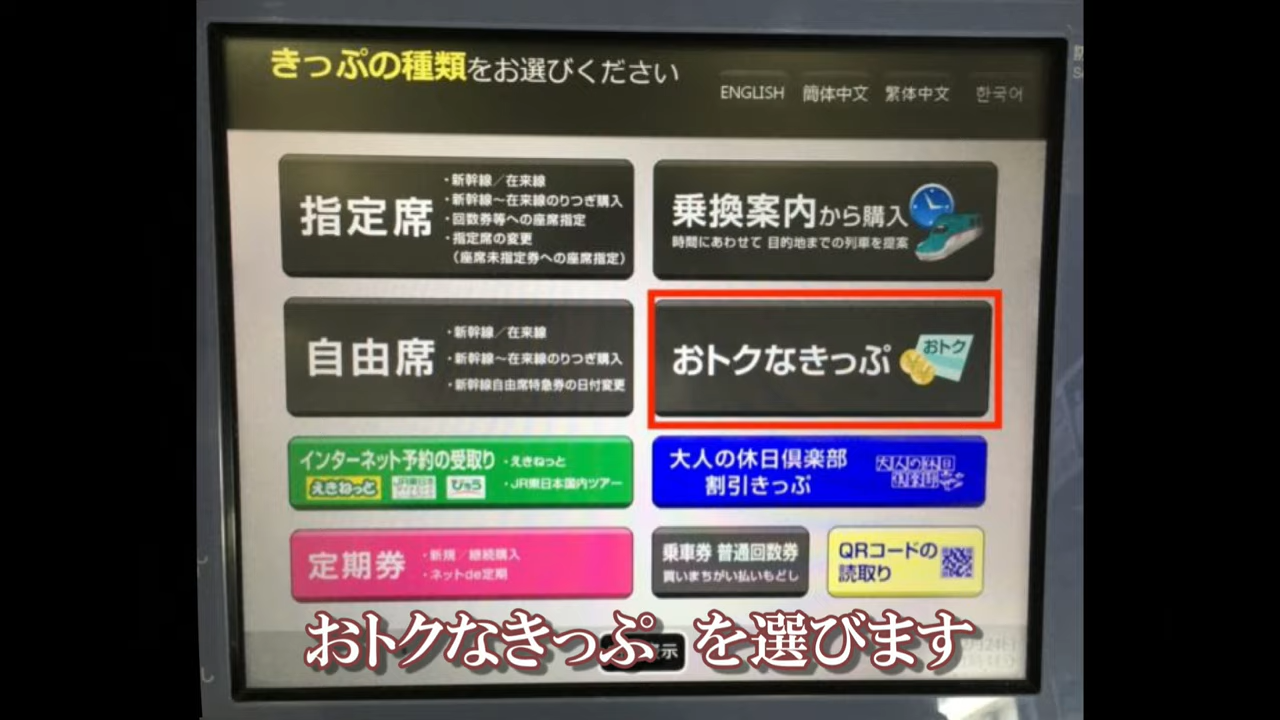 きっぷの種類をお選びください
ENGLISH 簡体中文 繁体中文 한국어
指定席
・新幹線／在来線
・新幹線～在来線のりつぎ購入
・回数券等への座席指定
・指定席の変更
（座席未指定券への座席指定）
乗換案内から購入
時間にあわせて 目的地までの列車を提案
自由席
・新幹線／在来線
・新幹線～在来線のりつぎ購入
・新幹線自由席特急券の日付変更
おトクなきっぷ
おトク
インターネット予約の受取り
・えきねっと
・JR東日本国内ツアー
えきねっと
びゅう
大人の休日倶楽部
割引きっぷ
大人の休日
倶楽部
定期券
・新規／継続購入
・ネットde定期
乗車券 普通回数券
買いまちがい払いもどし
QRコードの
読取り
おトクなきっぷ を選びます